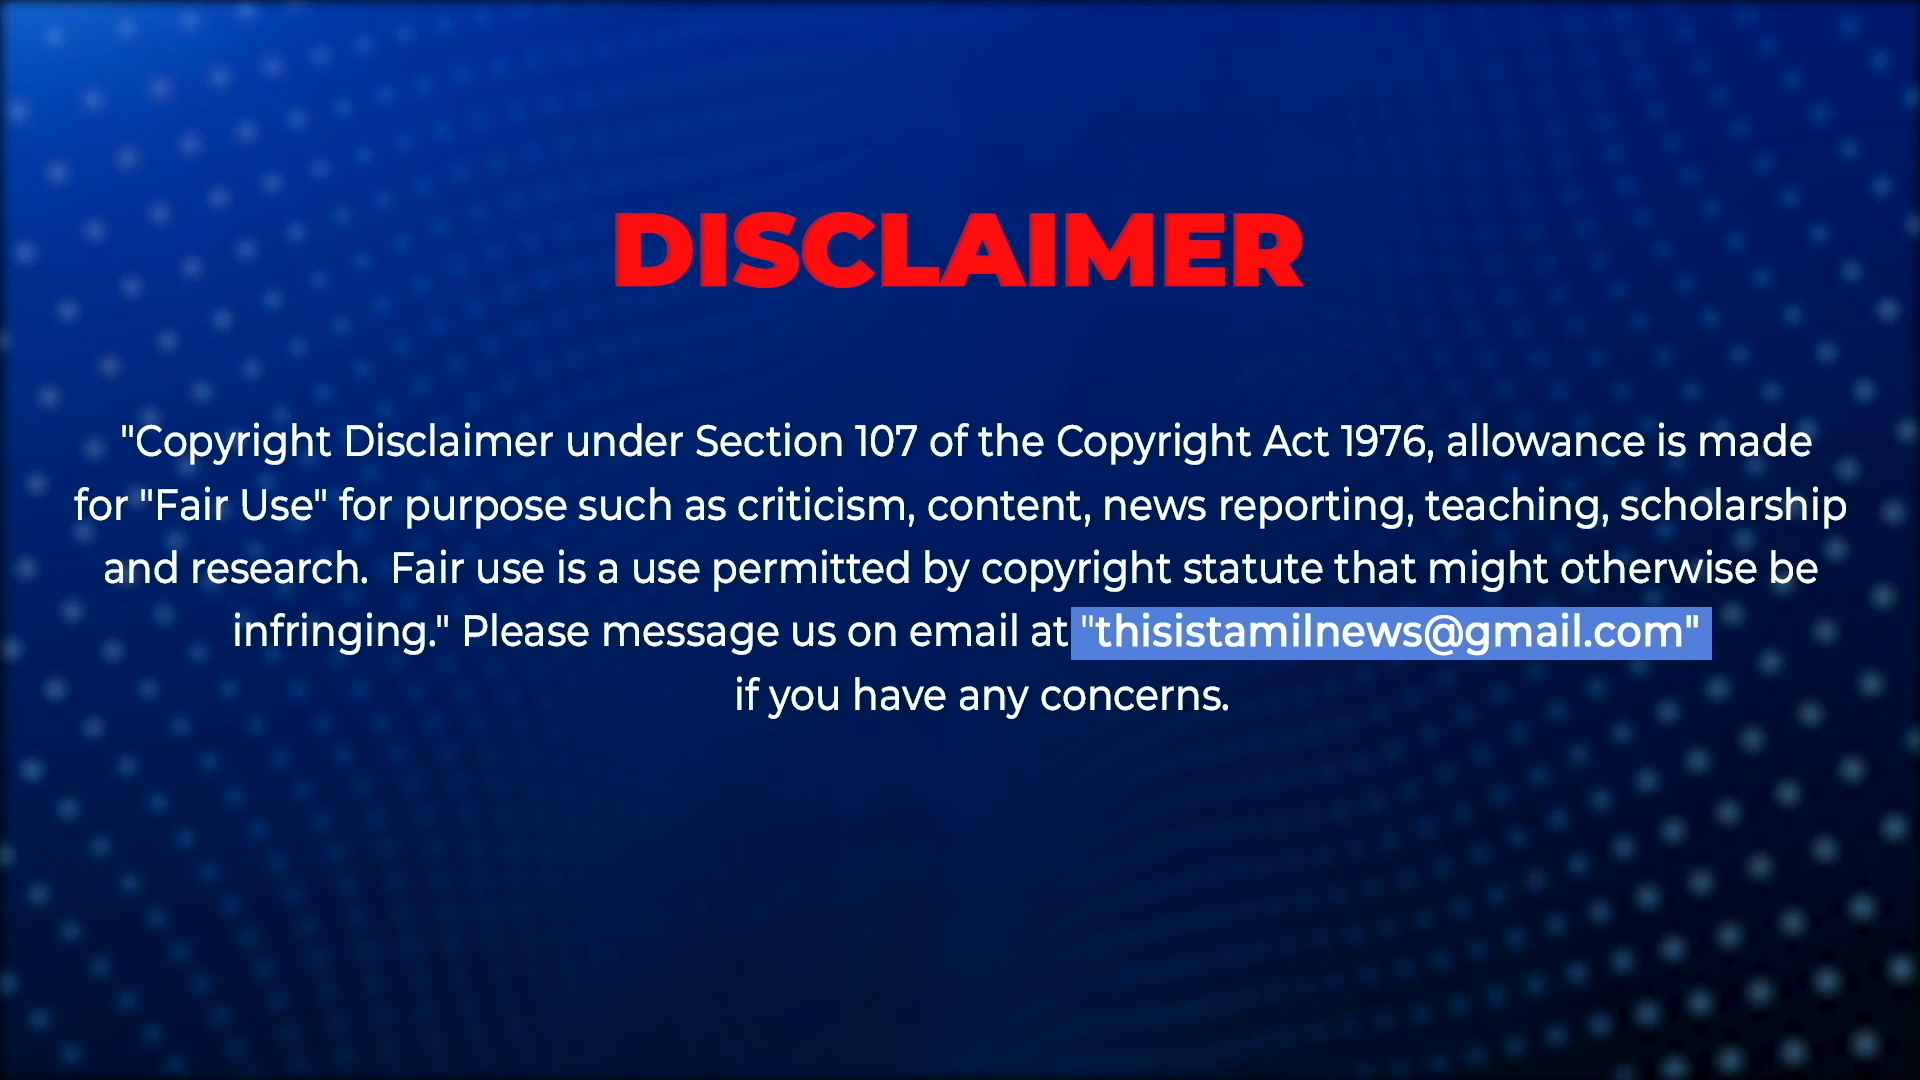 DISCLAIMER
"Copyright Disclaimer under Section 107 of the Copyright Act 1976, allowance is made
for "Fair Use" for purpose such as criticism, content, news reporting, teaching, scholarship
and research.  Fair use is a use permitted by copyright statute that might otherwise be
infringing." Please message us on email at "thisistamilnews@gmail.com"
if you have any concerns.